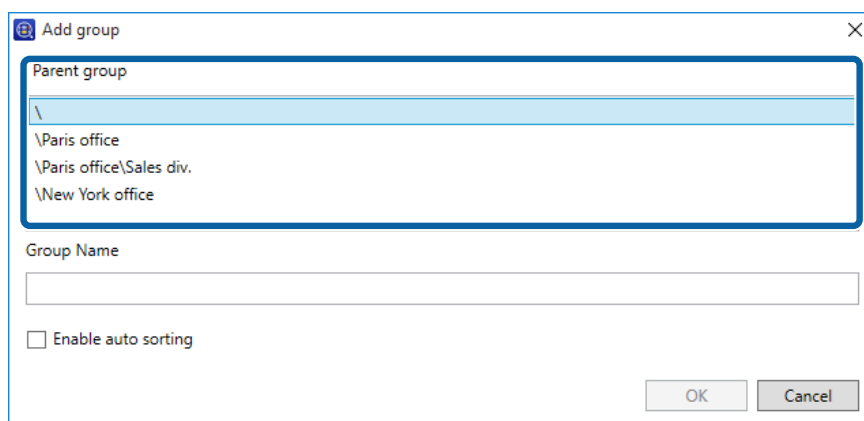 Add group
Parent group
\
\Paris office
\Paris office\Sales div.
\New York office
Group Name
Enable auto sorting
OK Cancel